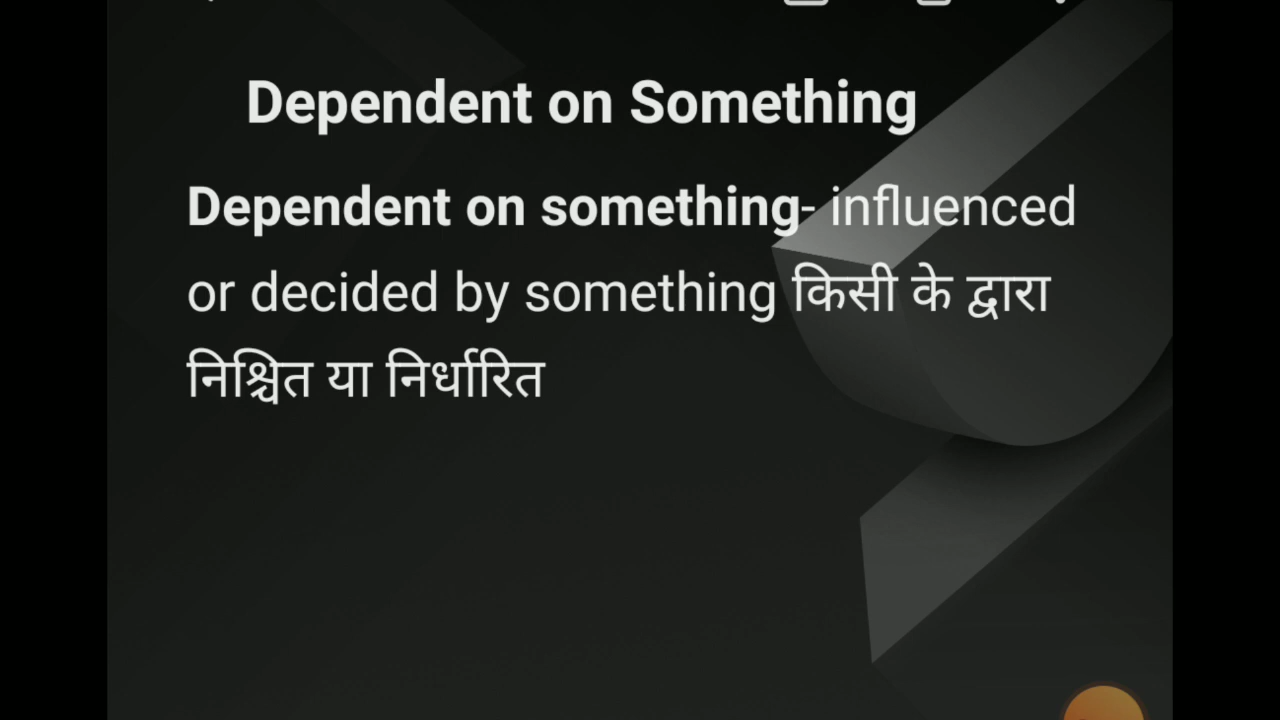 Dependent on Something
Dependent on something- influenced
or decided by something किसी के द्वारा
निश्चित या निर्धारित